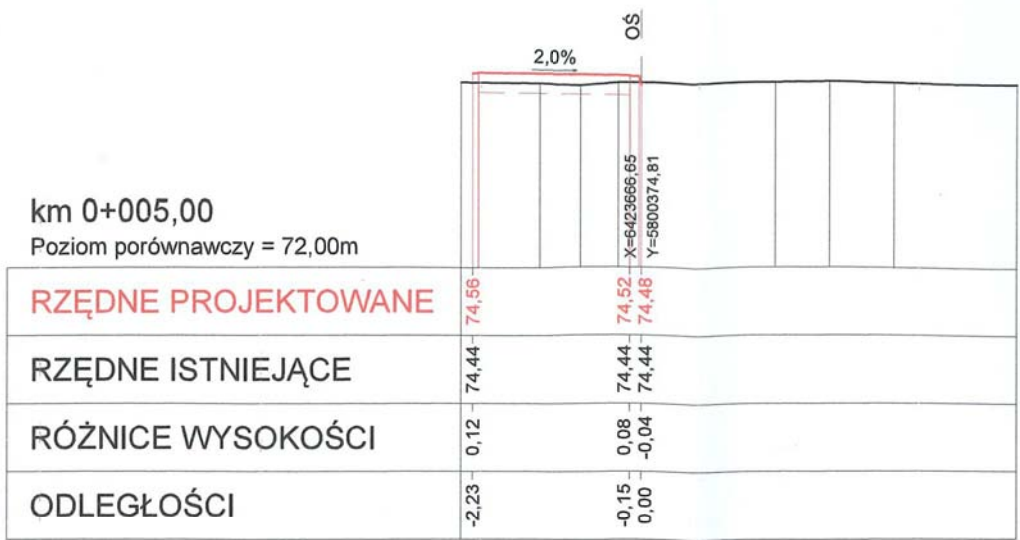 OŚ
2,0%
X=6423666,65
Y=5800374,81
km 0+005,00
Poziom porównawczy = 72,00m
RZĘDNE PROJEKTOWANE 74,56 74,52 74,48
RZĘDNE ISTNIEJĄCE 74,44 74,44 74,44
RÓŻNICE WYSOKOŚCI 0,12 0,08 -0,04
ODLEGŁOŚCI -2,23 -0,15 0,00